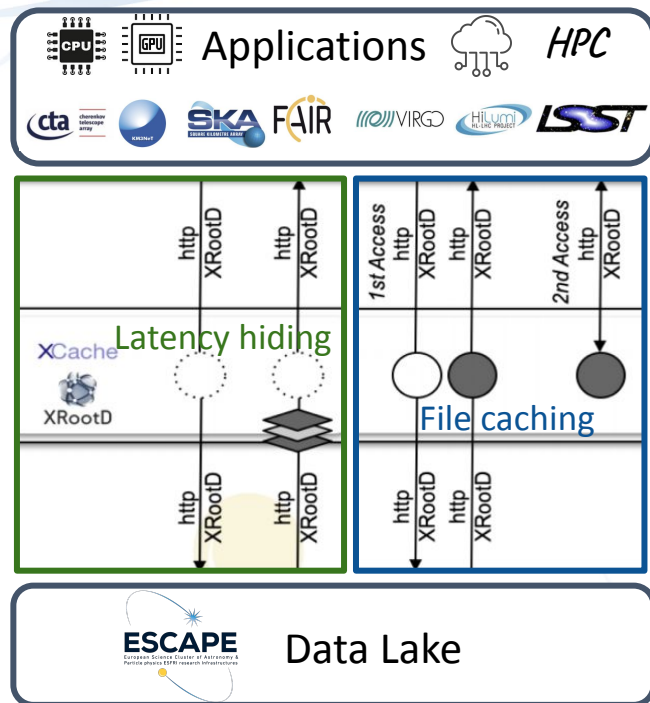 CPU
GPU
Applications
HPC
cta
cherenkov
telescope
array
KM3NeT
SKA
SQUARE KILOMETRE ARRAY
FAIR
VIRGO
HiLumi
HL-LHC PROJECT
LSST
http
XRootD
http
XRootD
1st Access
http
XRootD
http
XRootD
2nd Access
http
XRootD
XCache
Latency hiding
XRootD
File caching
http
XRootD
http
XRootD
http
XRootD
http
XRootD
ESCAPE
European Science Cluster of Astronomy &
Particle physics ESFRI research Infrastructures
Data Lake